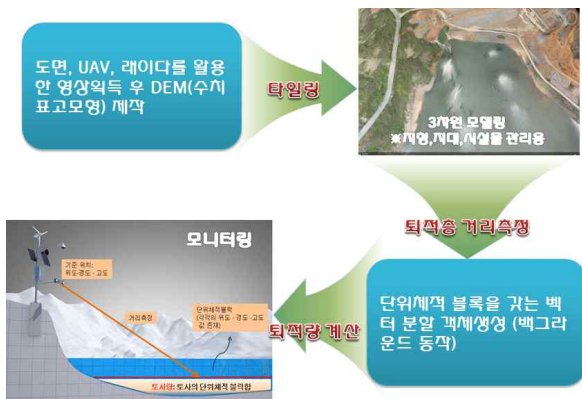 도면, UAV, 래이다를 활용
한 영상획득 후 DEM(수치
표고모형) 제작
타일링
3차원 모델링
※지형,지대,시설물 관리용
퇴적층 거리측정
모니터링
기준 위치:
위도·경도·고도
거리측정
단위체적블럭
(각각의 위도·경도·고도
값 존재)
토사량: 토사의 단위체적 블럭합
퇴적량 계산
단위체적 블록을 갖는 벡
터 분할 객체생성 (백그라
운드 동작)